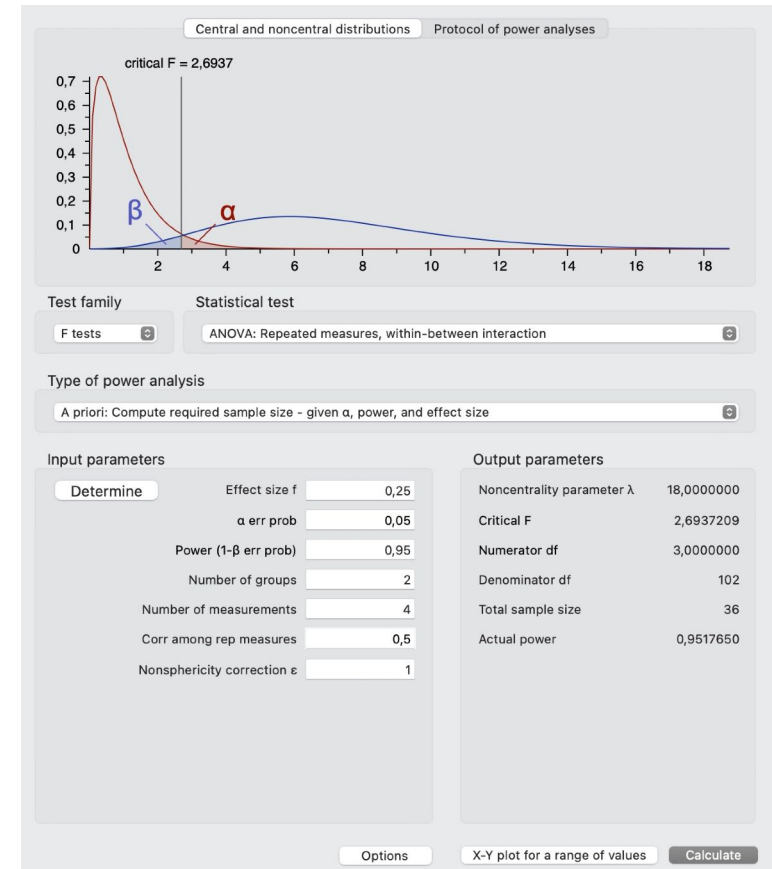 Central and noncentral distributions Protocol of power analyses
critical F = 2,6937
0,7
0,6
0,5
0,4
0,3
0,2
0,1
0
β α
2 4 6 8 10 12 14 16 18
Test family Statistical test
F tests ANOVA: Repeated measures, within-between interaction
Type of power analysis
A priori: Compute required sample size - given α, power, and effect size
Input parameters Output parameters
Determine Effect size f 0,25 Noncentrality parameter λ 18,0000000
α err prob 0,05 Critical F 2,6937209
Power (1-β err prob) 0,95 Numerator df 3,0000000
Number of groups 2 Denominator df 102
Number of measurements 4 Total sample size 36
Corr among rep measures 0,5 Actual power 0,9517650
Nonsphericity correction ε 1
Options X-Y plot for a range of values Calculate